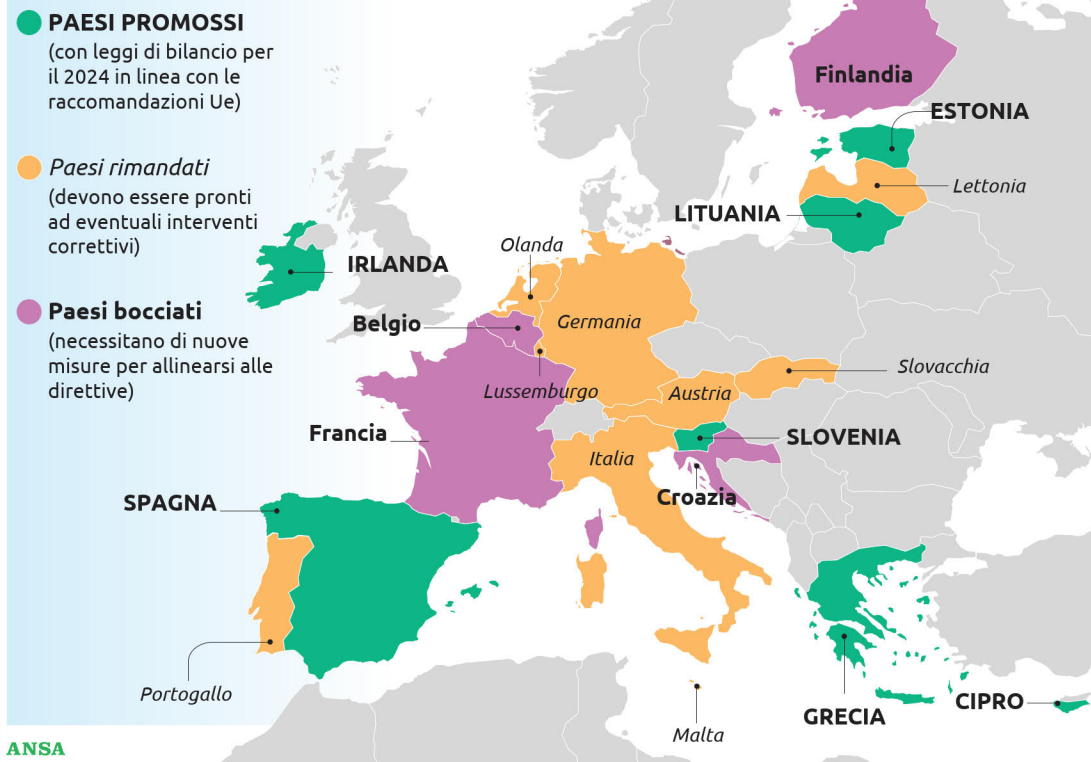 PAESI PROMOSSI
(con leggi di bilancio per
il 2024 in linea con le
raccomandazioni Ue)
Paesi rimandati
(devono essere pronti
ad eventuali interventi
correttivi)
Paesi bocciati
(necessitano di nuove
misure per allinearsi alle
direttive)
Finlandia
ESTONIA
Lettonia
LITUANIA
Olanda
IRLANDA
Belgio
Germania
Slovacchia
Lussemburgo
Austria
Francia
SLOVENIA
Italia
Croazia
SPAGNA
Portogallo
CIPRO
GRECIA
Malta
ANSA